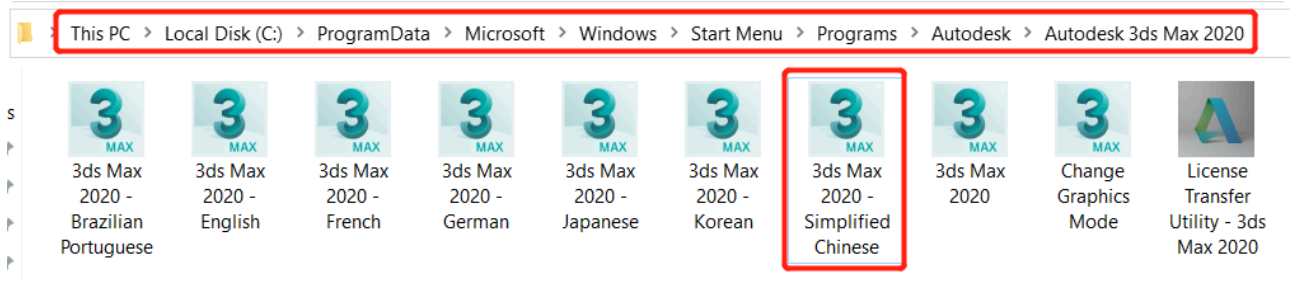 This PC > Local Disk (C:) > ProgramData > Microsoft > Windows > Start Menu > Programs > Autodesk > Autodesk 3ds Max 2020
s
3 MAX
3ds Max
2020 -
Brazilian
Portuguese
3 MAX
3ds Max
2020 -
English
3 MAX
3ds Max
2020 -
French
3 MAX
3ds Max
2020 -
German
3 MAX
3ds Max
2020 -
Japanese
3 MAX
3ds Max
2020 -
Korean
3 MAX
3ds Max
2020 -
Simplified
Chinese
3 MAX
3ds Max
2020
3 MAX
Change
Graphics
Mode
License
Transfer
Utility - 3ds
Max 2020